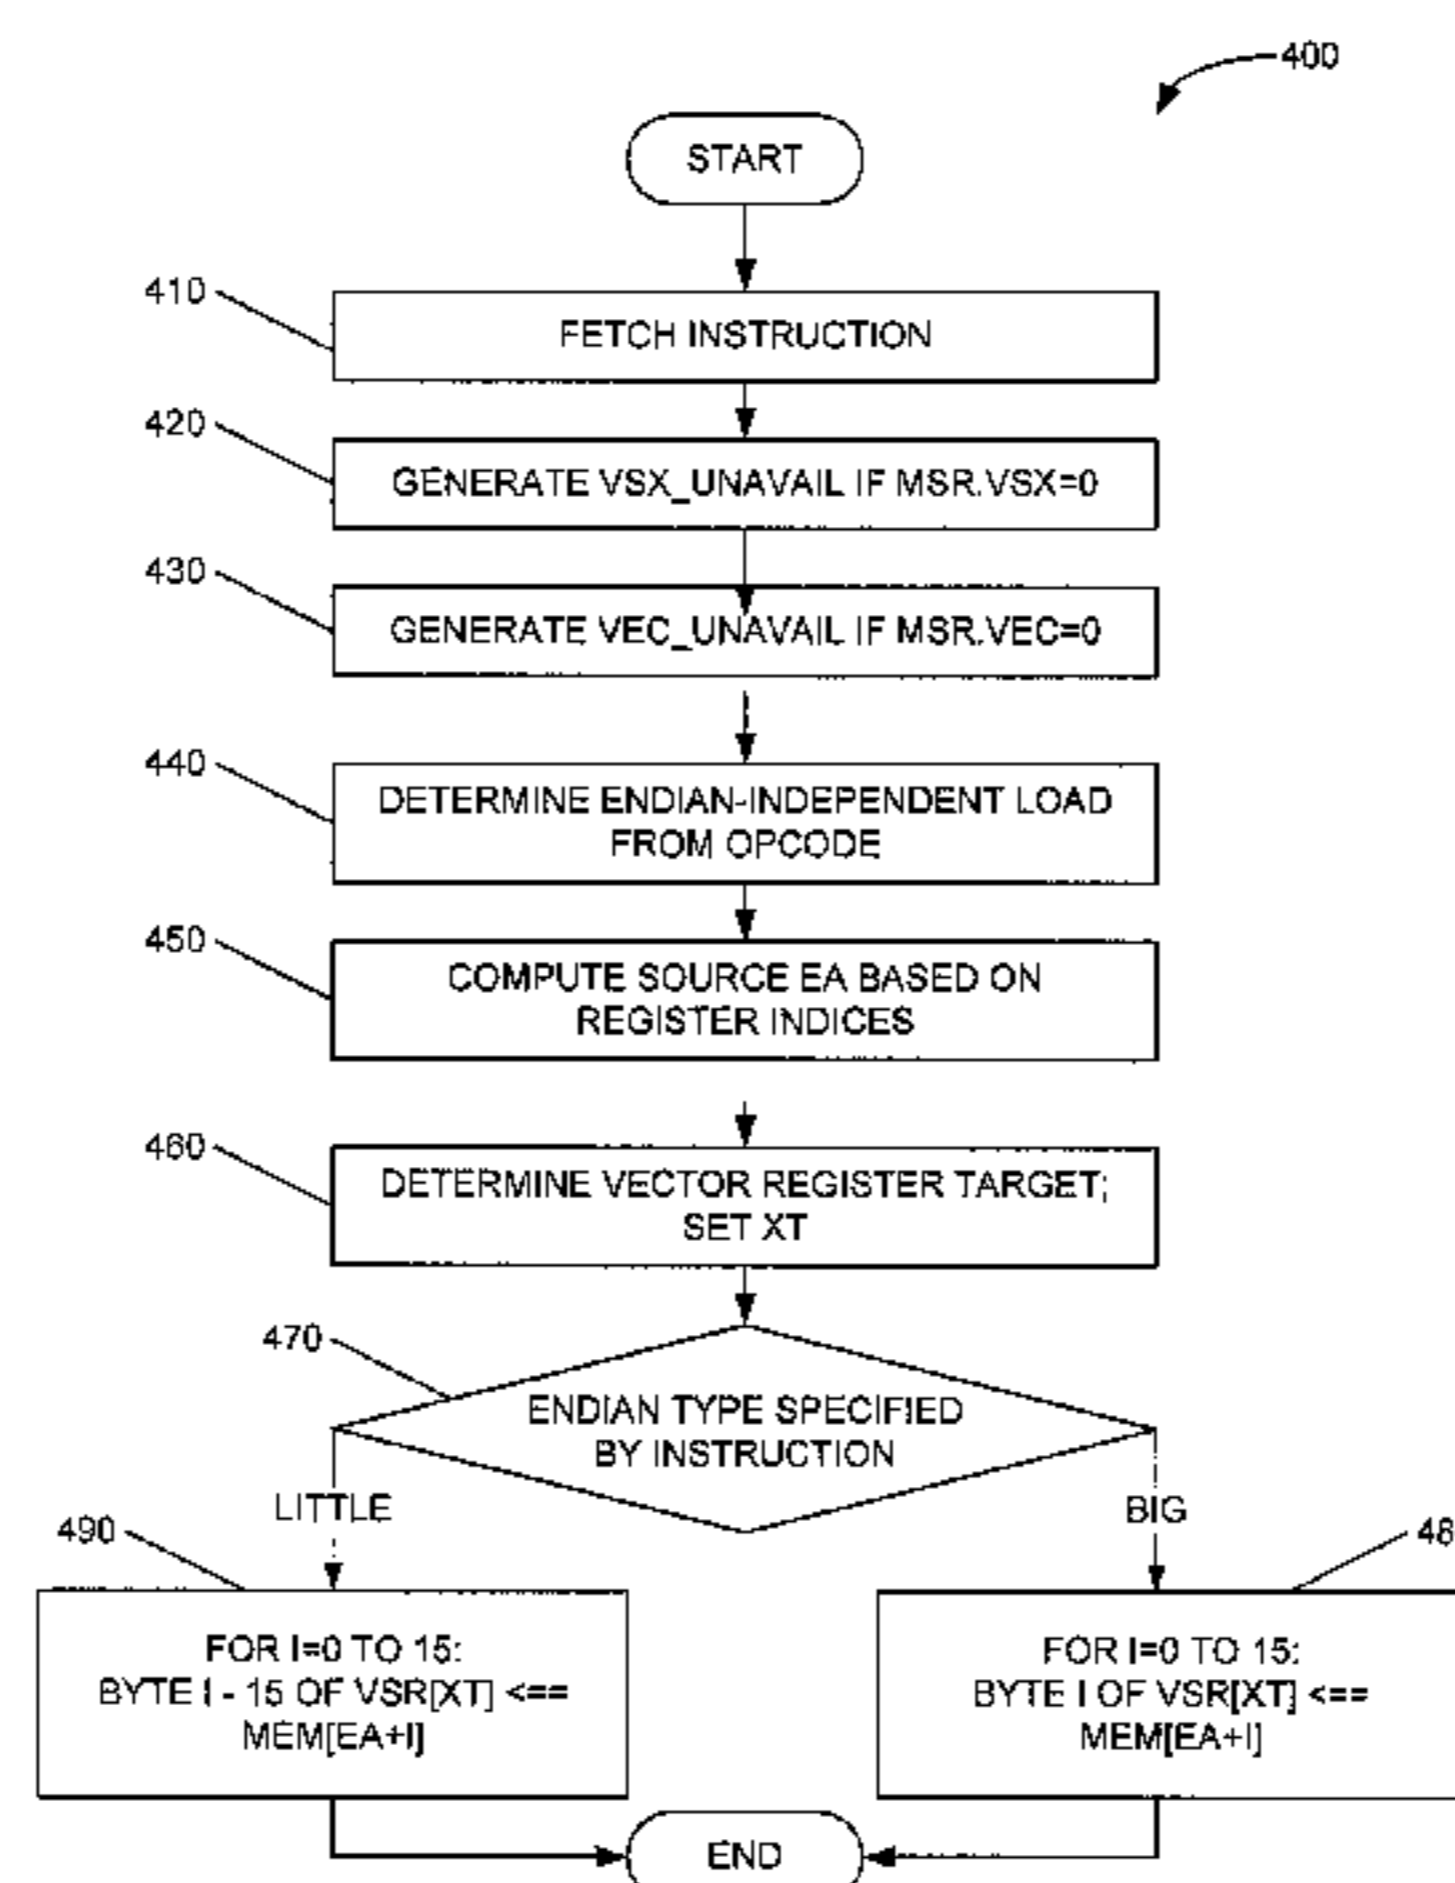 400
START
410
FETCH INSTRUCTION
420
GENERATE VSX_UNAVAIL IF MSR.VSX=0
430
GENERATE VEC_UNAVAIL IF MSR.VEC=0
440
DETERMINE ENDIAN-INDEPENDENT LOAD
FROM OPCODE
450
COMPUTE SOURCE EA BASED ON
REGISTER INDICES
460
DETERMINE VECTOR REGISTER TARGET;
SET XT
470
ENDIAN TYPE SPECIFIED
BY INSTRUCTION
LITTLE
BIG
490
48
FOR I=0 TO 15:
BYTE I - 15 OF VSR[XT] <==
MEM[EA+I]
FOR I=0 TO 15:
BYTE I OF VSR[XT] <==
MEM[EA+I]
END